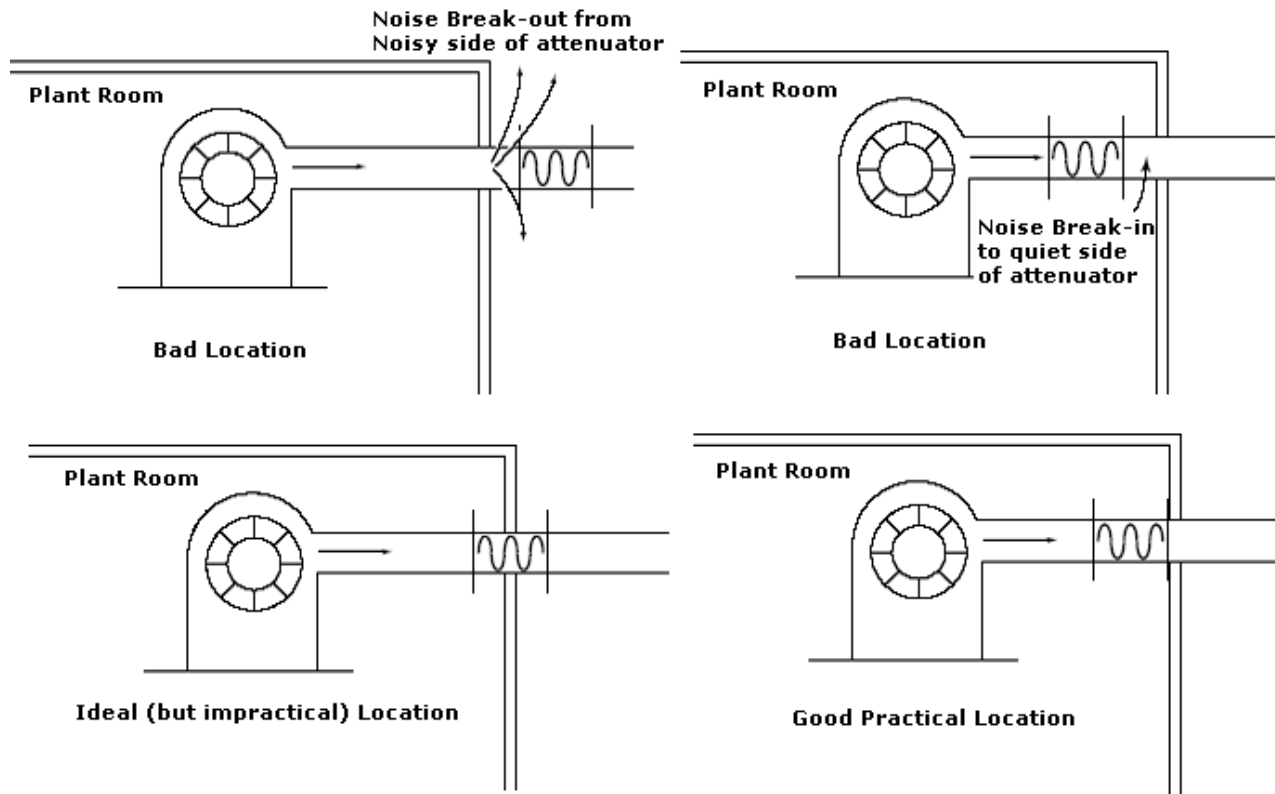 Noise Break-out from
Noisy side of attenuator
Plant Room
Bad Location
Plant Room
Noise Break-in
to quiet side
of attenuator
Bad Location
Plant Room
Ideal (but impractical) Location
Plant Room
Good Practical Location